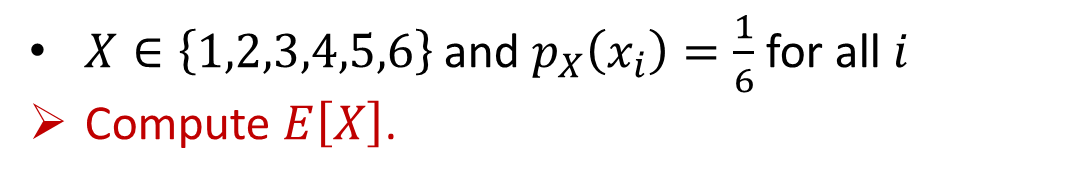 • X ∈ {1,2,3,4,5,6} and p_X(x_i) = 1/6 for all i
➢ Compute E[X].